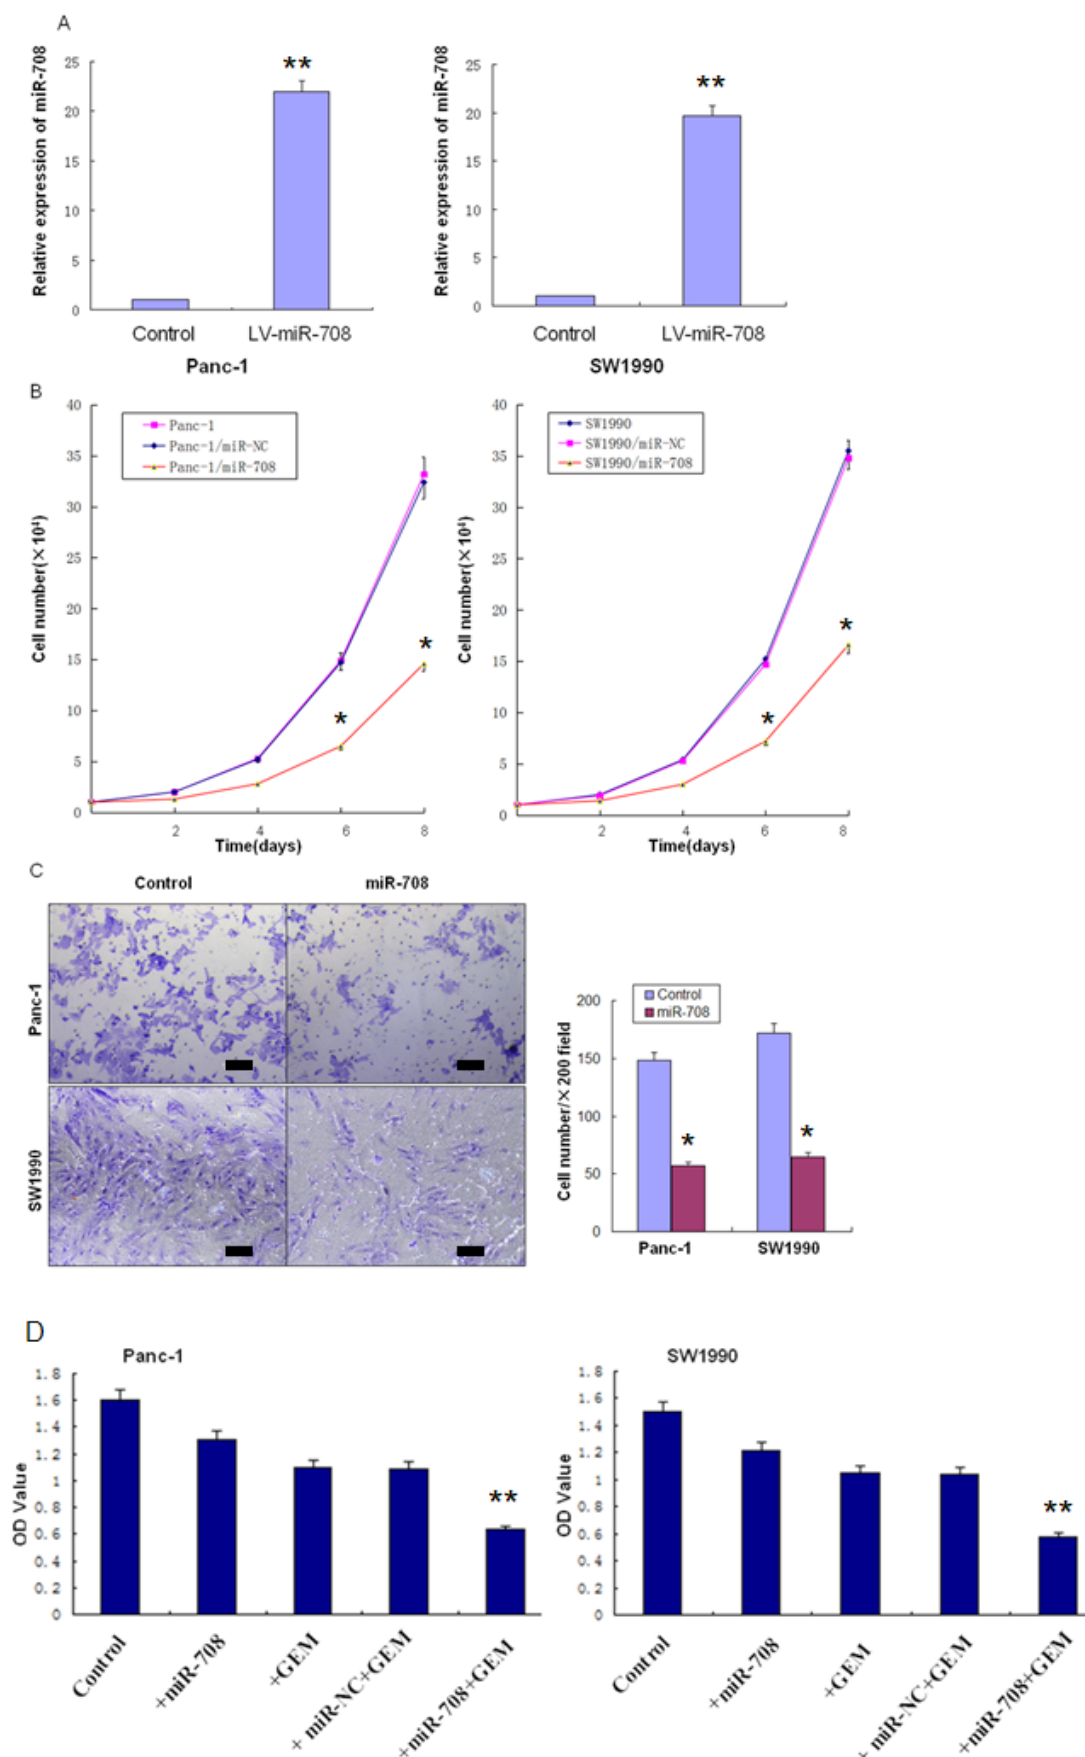 A
Relative expression of miR-708
25
20
15
10
5
0
**
Control LV-miR-708
Panc-1
Relative expression of miR-708
25
20
15
10
5
0
**
Control LV-miR-708
SW1990
B
Cell number(×10⁴)
40
35
30
25
20
15
10
5
0
Panc-1
Panc-1/miR-NC
Panc-1/miR-708
*
*
2 4 6 8
Time(days)
Cell number(×10⁴)
40
35
30
25
20
15
10
5
0
SW1990
SW1990/miR-NC
SW1990/miR-708
*
*
2 4 6 8
Time(days)
C
Control miR-708
Panc-1
SW1990
Cell number/×200 field
200
150
100
50
0
Control
miR-708
*
*
Panc-1 SW1990
D
Panc-1
OD Value
1.8
1.6
1.4
1.2
1
0.8
0.6
0.4
0.2
0
**
Control
+miR-708
+GEM
+ miR-NC+GEM
+miR-708+GEM
SW1990
OD Value
1.8
1.6
1.4
1.2
1
0.8
0.6
0.4
0.2
0
**
Control
+miR-708
+GEM
+ miR-NC+GEM
+miR-708+GEM